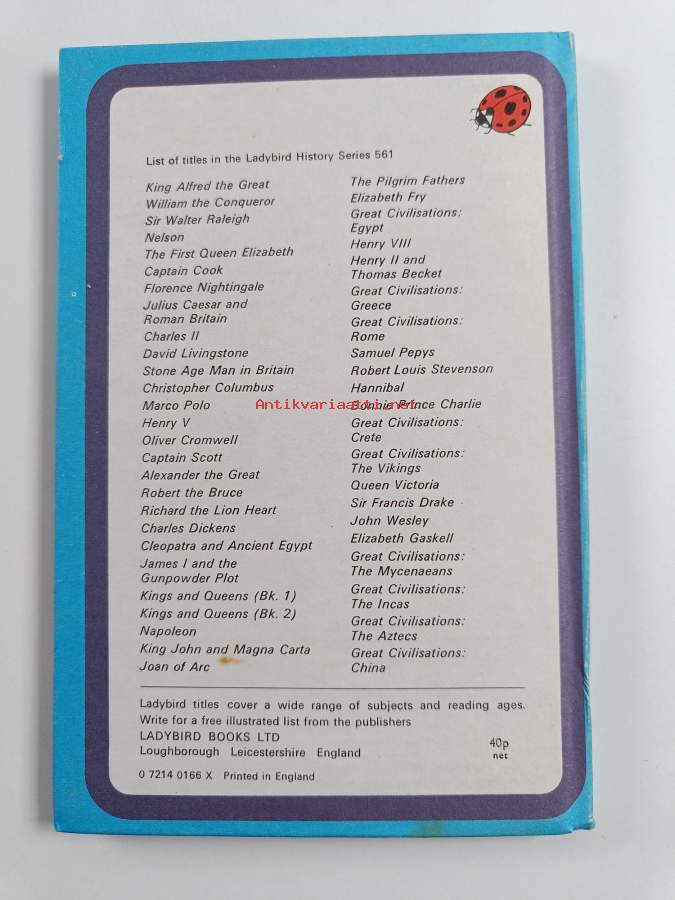 List of titles in the Ladybird History Series 561
King Alfred the Great
William the Conqueror
Sir Walter Raleigh
Nelson
The First Queen Elizabeth
Captain Cook
Florence Nightingale
Julius Caesar and
Roman Britain
Charles II
David Livingstone
Stone Age Man in Britain
Christopher Columbus
Marco Polo
Henry V
Oliver Cromwell
Captain Scott
Alexander the Great
Robert the Bruce
Richard the Lion Heart
Charles Dickens
Cleopatra and Ancient Egypt
James I and the
Gunpowder Plot
Kings and Queens (Bk. 1)
Kings and Queens (Bk. 2)
Napoleon
King John and Magna Carta
Joan of Arc
The Pilgrim Fathers
Elizabeth Fry
Great Civilisations:
Egypt
Henry VIII
Henry II and
Thomas Becket
Great Civilisations:
Greece
Great Civilisations:
Rome
Samuel Pepys
Robert Louis Stevenson
Hannibal
Bonnie Prince Charlie
Great Civilisations:
Crete
Great Civilisations:
The Vikings
Queen Victoria
Sir Francis Drake
John Wesley
Elizabeth Gaskell
Great Civilisations:
The Mycenaeans
Great Civilisations:
The Incas
Great Civilisations:
The Aztecs
Great Civilisations:
China
Antikvariaatti.net
Ladybird titles cover a wide range of subjects and reading ages.
Write for a free illustrated list from the publishers
LADYBIRD BOOKS LTD
Loughborough Leicestershire England
40p
net
0 7214 0166 X Printed in England